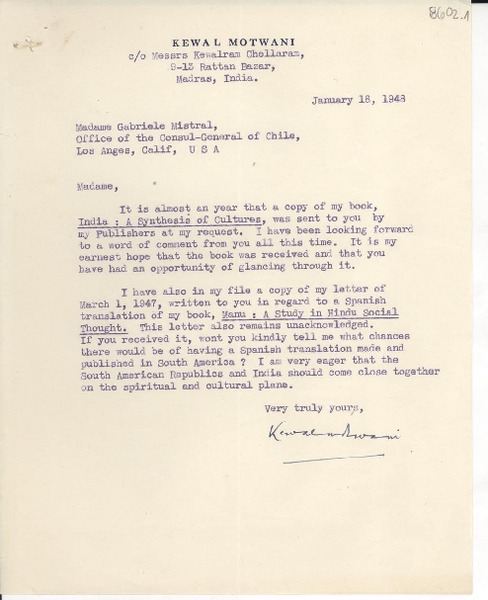 8602.1
KEWAL MOTWANI
c/o Messrs Kewalram Chellaram,
9-13 Rattan Bazar,
Madras, India.
January 18, 1948
Madame Gabriele Mistral,
Office of the Consul-General of Chile,
Los Anges, Calif, U S A
Madame,
It is almost an year that a copy of my book,
India : A Synthesis of Cultures, was sent to you by
my Publishers at my request. I have been looking forward
to a word of comment from you all this time. It is my
earnest hope that the book was received and that you
have had an opportunity of glancing through it.
I have also in my file a copy of my letter of
March 1, 1947, written to you in regard to a Spanish
translation of my book, Manu : A Study in Hindu Social
Thought. This letter also remains unacknowledged.
If you received it, wont you kindly tell me what chances
there would be of having a Spanish translation made and
published in South America ? I am very eager that the
South American Republics and India should come close together
on the spiritual and cultural plane.
Very truly yours,
Kewal Motwani